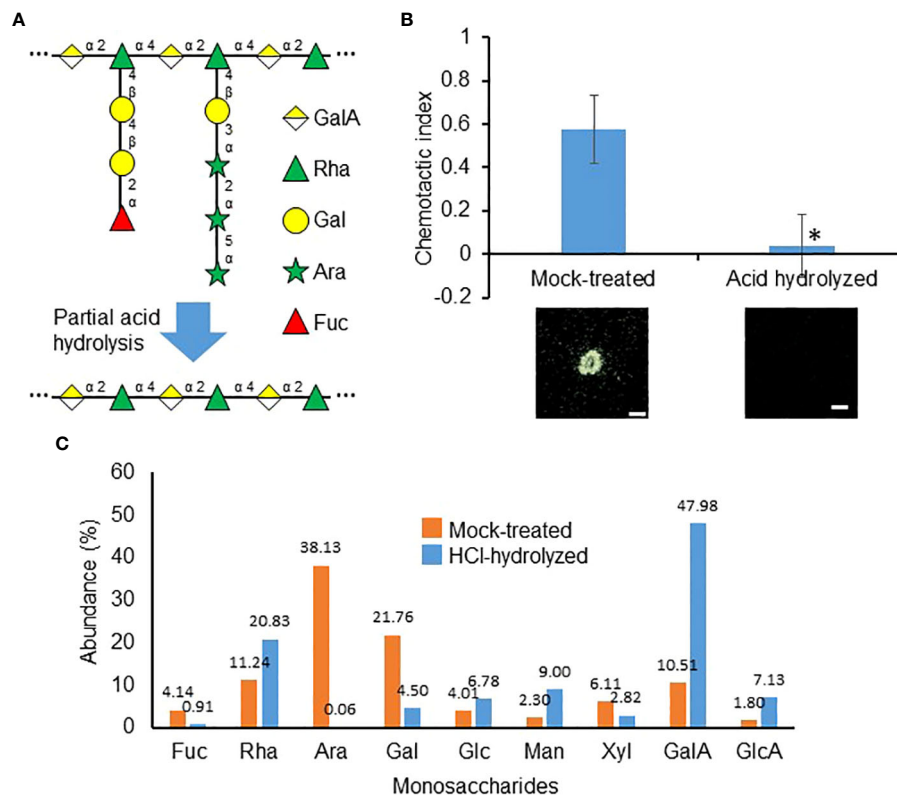 A
... α 2 α 4 α 2 α 4 α 2 ...
4 β 4 β 2 α
4 β 3 α 2 α 5 α
GalA
Rha
Gal
Ara
Fuc
Partial acid
hydrolysis
... α 2 α 4 α 2 α 4 α 2 ...
B
Chemotactic index
1
0.8
0.6
0.4
0.2
0
-0.2
*
Mock-treated Acid hydrolyzed
C
Abundance (%)
60
50
40
30
20
10
0
Mock-treated
HCl-hydrolyzed
4.14 0.91 11.24 20.83 38.13 0.06 21.76 4.50 4.01 6.78 2.30 9.00 6.11 2.82 10.51 47.98 1.80 7.13
Fuc Rha Ara Gal Glc Man Xyl GalA GlcA
Monosaccharides